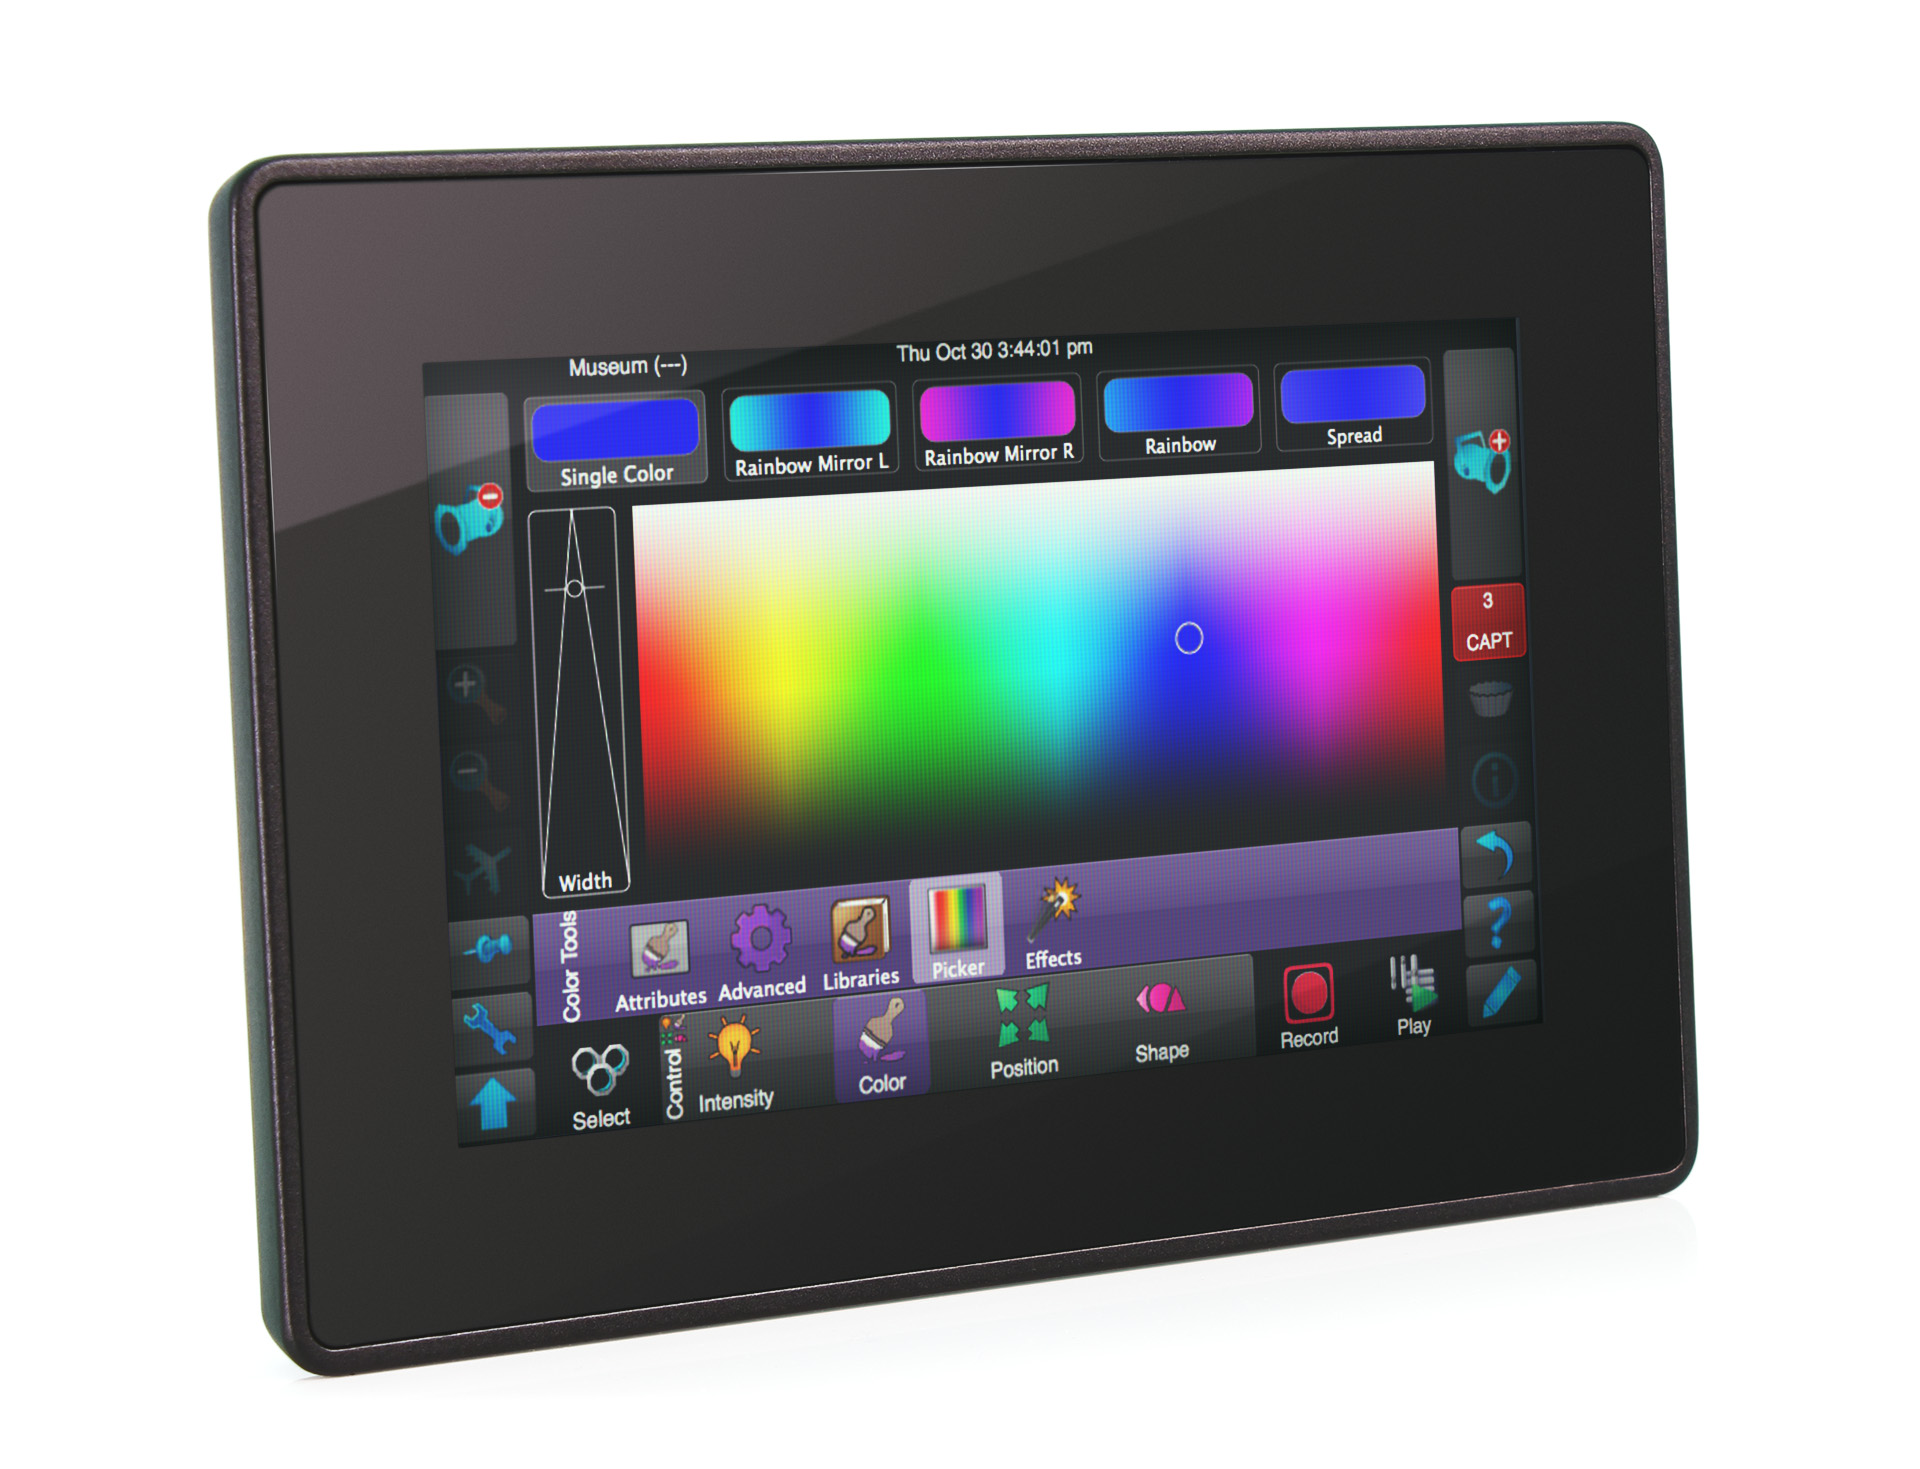 Museum (---)
Thu Oct 30 3:44:01 pm
Single Color
Rainbow Mirror L
Rainbow Mirror R
Rainbow
Spread
3
CAPT
Width
Color Tools
Attributes
Advanced
Libraries
Picker
Effects
Select
Control
Intensity
Color
Position
Shape
Record
Play